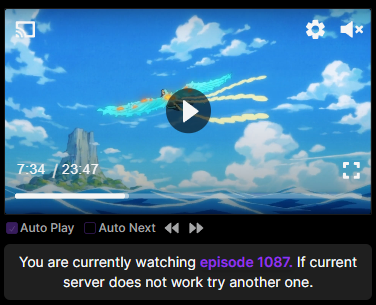 7:34 / 23:47
Auto Play Auto Next
You are currently watching episode 1087. If current
server does not work try another one.